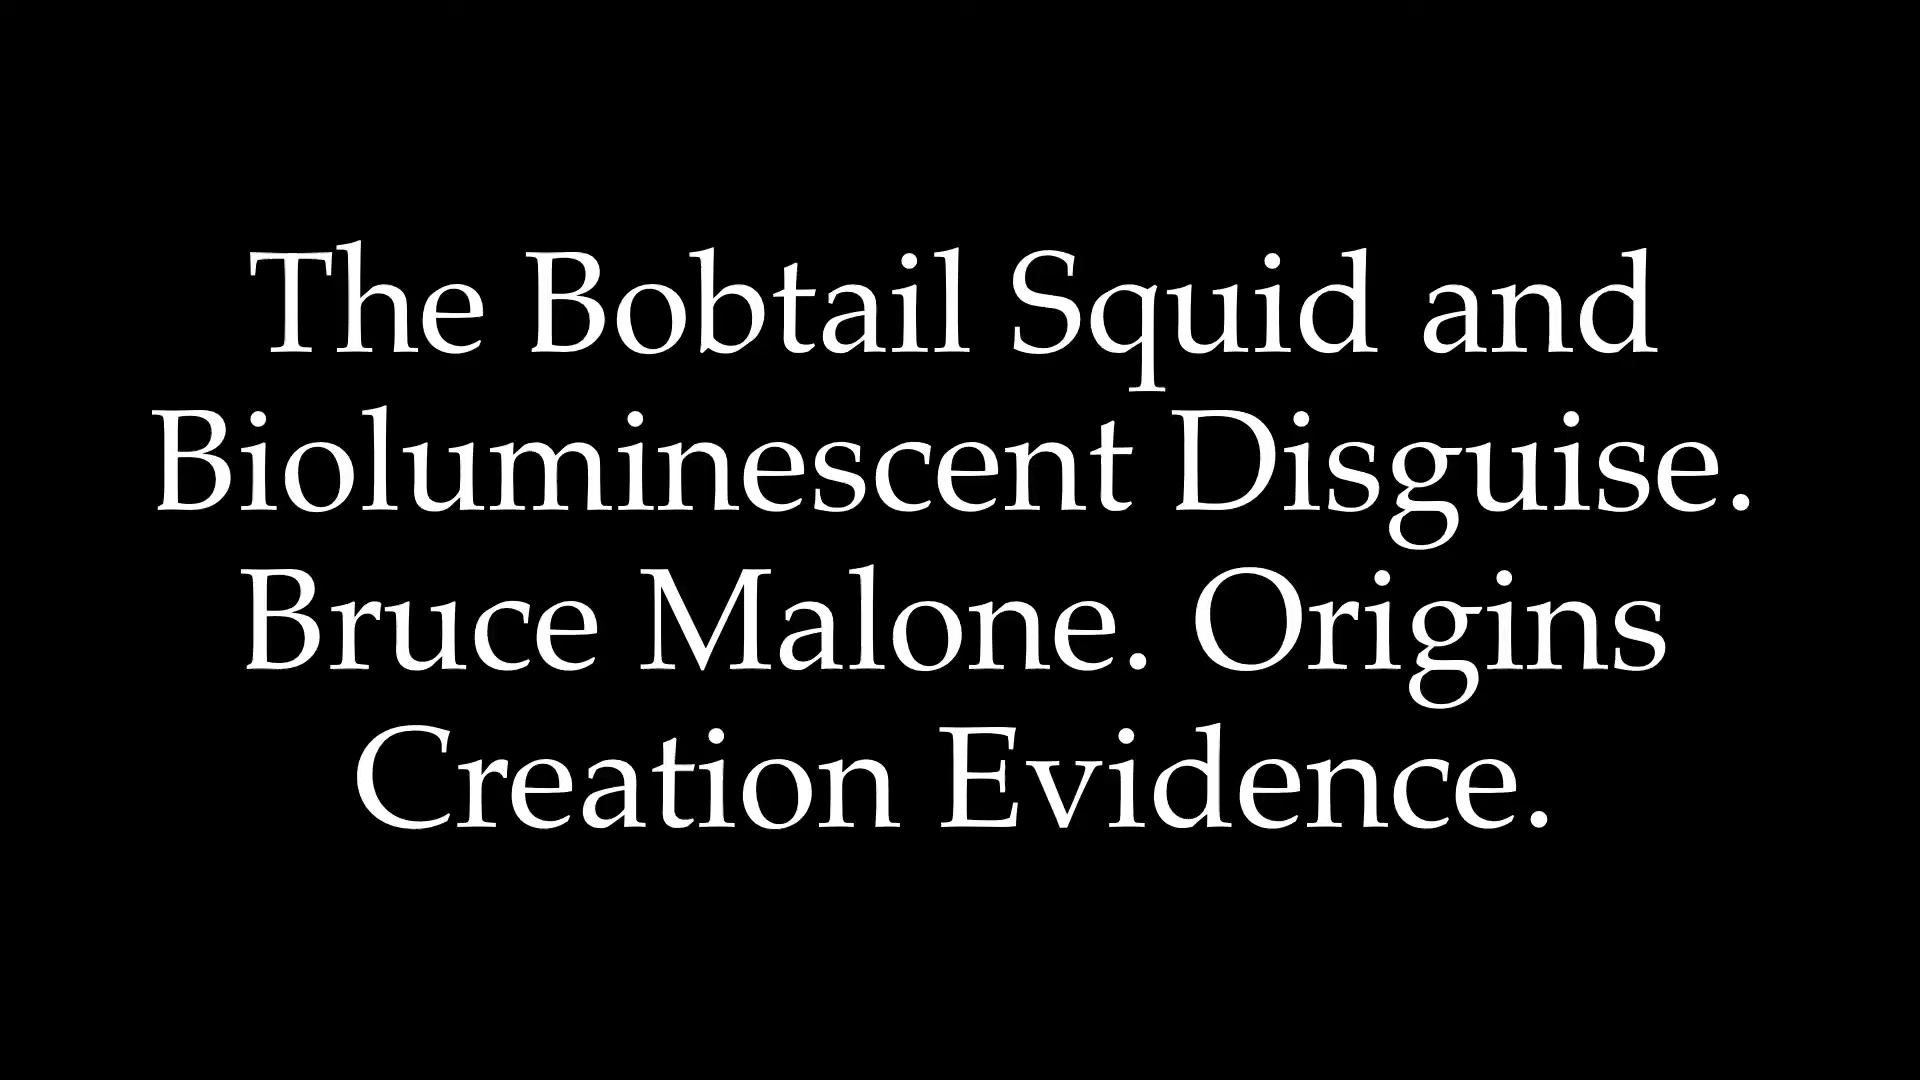 The Bobtail Squid and
Bioluminescent Disguise.
Bruce Malone. Origins
Creation Evidence.